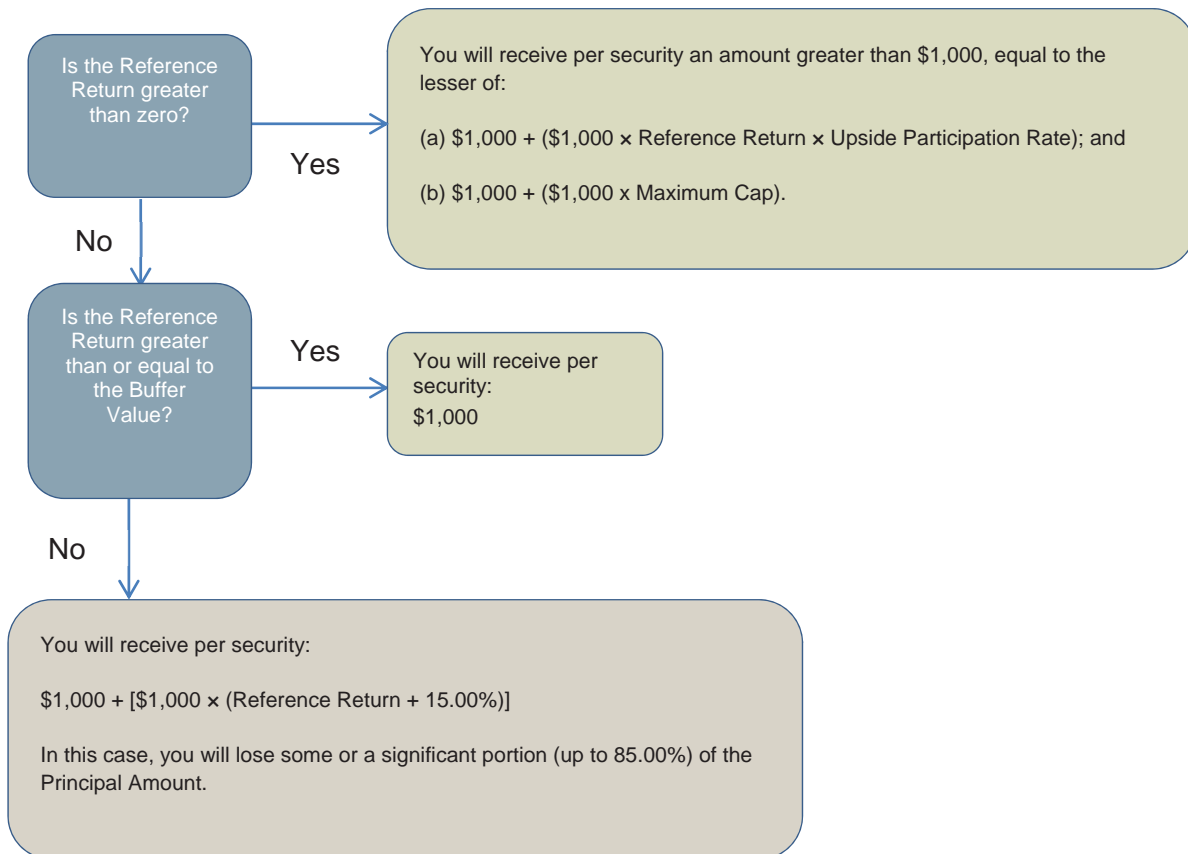 Is the Reference
Return greater
than zero?
Yes
You will receive per security an amount greater than $1,000, equal to the
lesser of:
(a) $1,000 + ($1,000 × Reference Return × Upside Participation Rate); and
(b) $1,000 + ($1,000 x Maximum Cap).
No
Is the Reference
Return greater
than or equal to
the Buffer
Value?
Yes
You will receive per
security:
$1,000
No
You will receive per security:
$1,000 + [$1,000 × (Reference Return + 15.00%)]
In this case, you will lose some or a significant portion (up to 85.00%) of the
Principal Amount.